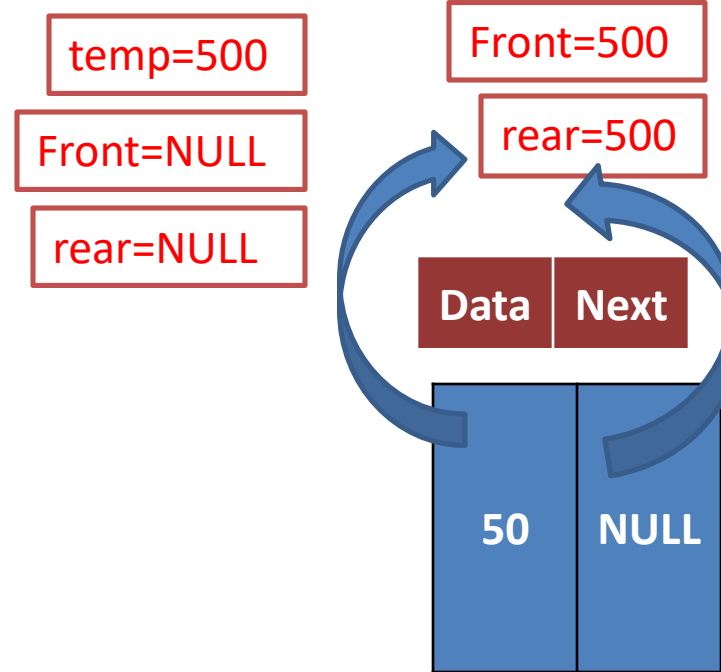 temp=500
Front=NULL
rear=NULL
Front=500
rear=500
Data Next
50 NULL